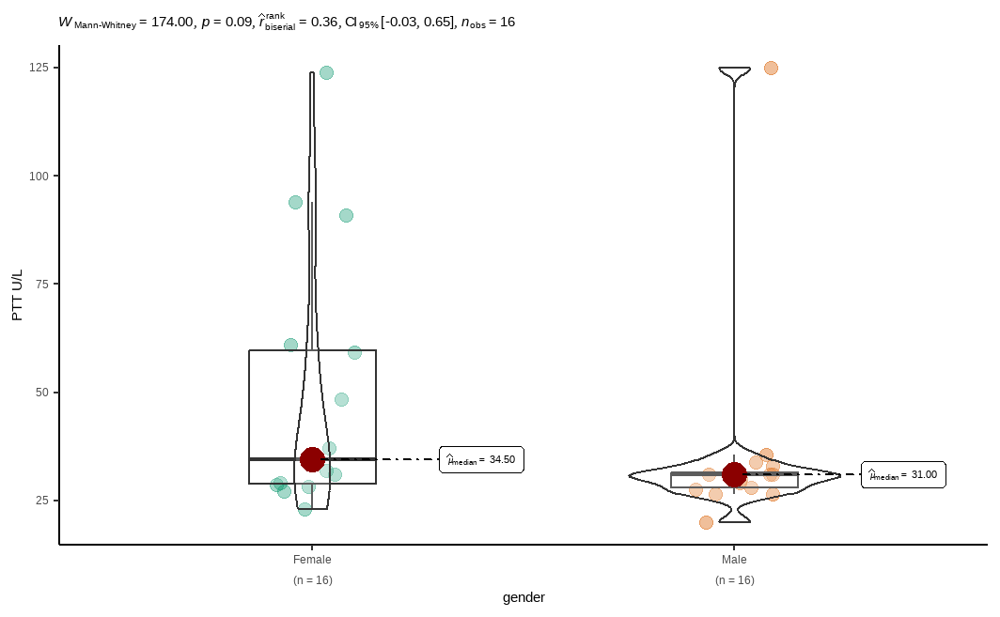 W Mann-Whitney = 174.00, p = 0.09, r̂ rank biserial = 0.36, CI 95% [-0.03, 0.65], n obs = 16
125
100
75
50
25
PTT U/L
μ̂ median = 34.50
μ̂ median = 31.00
Female
(n = 16)
Male
(n = 16)
gender